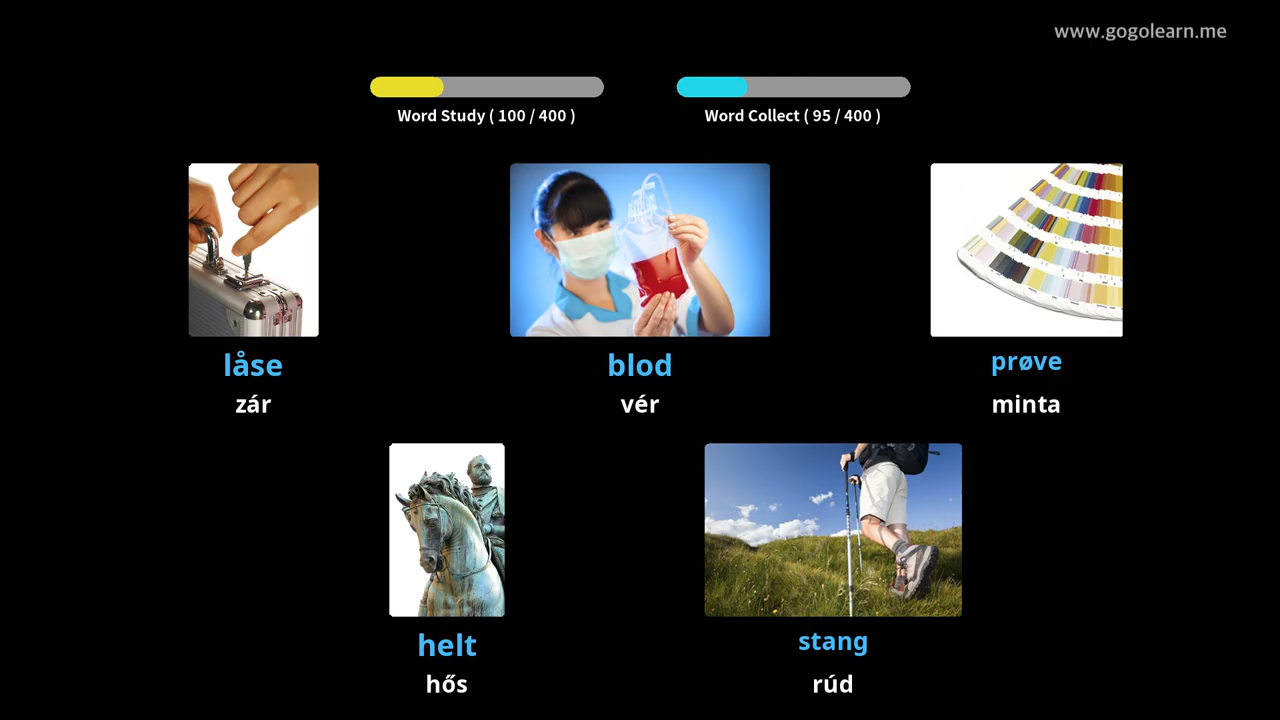 www.gogolearn.me
Word Study ( 100 / 400 )
Word Collect ( 95 / 400 )
låse
zár
blod
vér
prøve
minta
helt
hős
stang
rúd